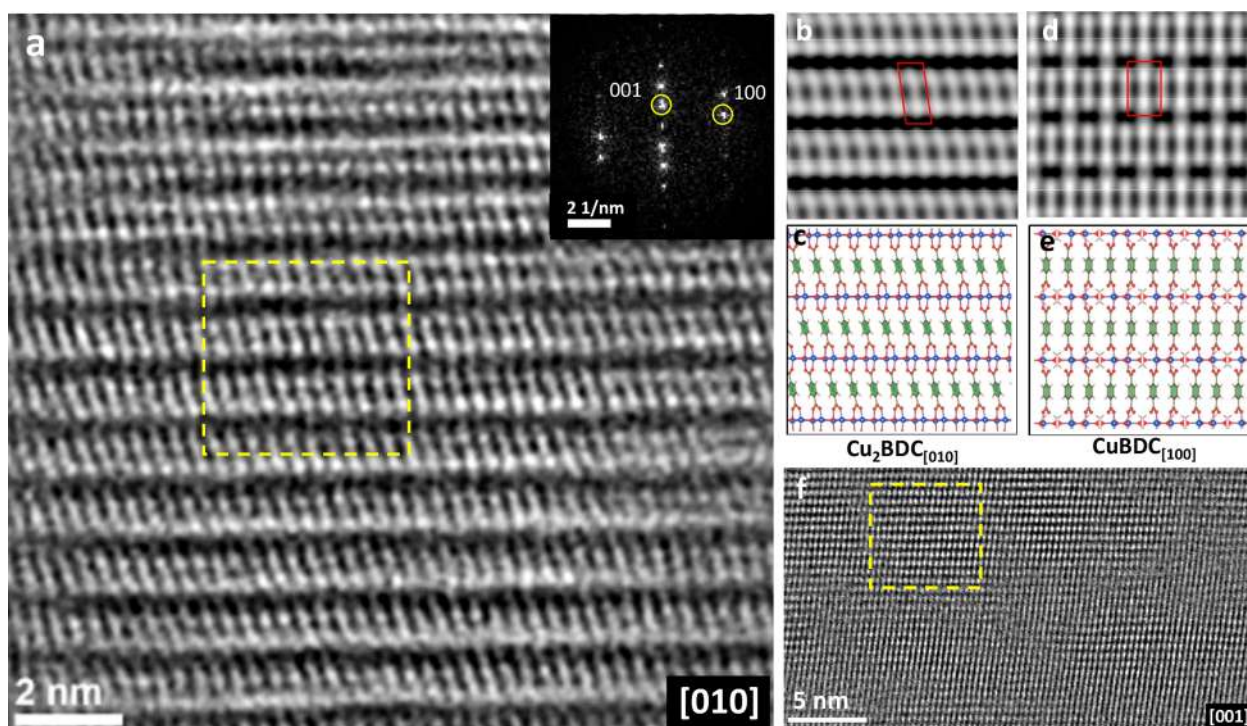 a
001
100
2 1/nm
2 nm
[010]
b
d
c
e
Cu₂BDC[010]
CuBDC[100]
f
5 nm
[001]